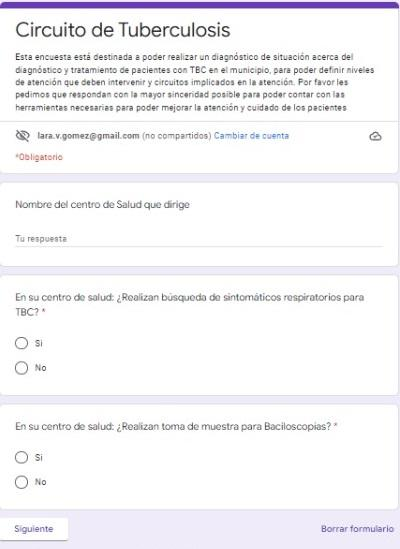 Circuito de Tuberculosis
Esta encuesta está destinada a poder realizar un diagnóstico de situación acerca del
diagnóstico y tratamiento de pacientes con TBC en el municipio, para poder definir niveles
de atención que deben intervenir y circuitos implicados en la atención. Por favor les
pedimos que respondan con la mayor sinceridad posible para poder contar con las
herramientas necesarias para poder mejorar la atención y cuidado de los pacientes
lara.v.gomez@gmail.com (no compartidos) Cambiar de cuenta
*Obligatorio
Nombre del centro de Salud que dirige
Tu respuesta
En su centro de salud: ¿Realizan búsqueda de sintomáticos respiratorios para
TBC? *
Si
No
En su centro de salud: ¿Realizan toma de muestra para Baciloscopias? *
Si
No
Siguiente Borrar formulario